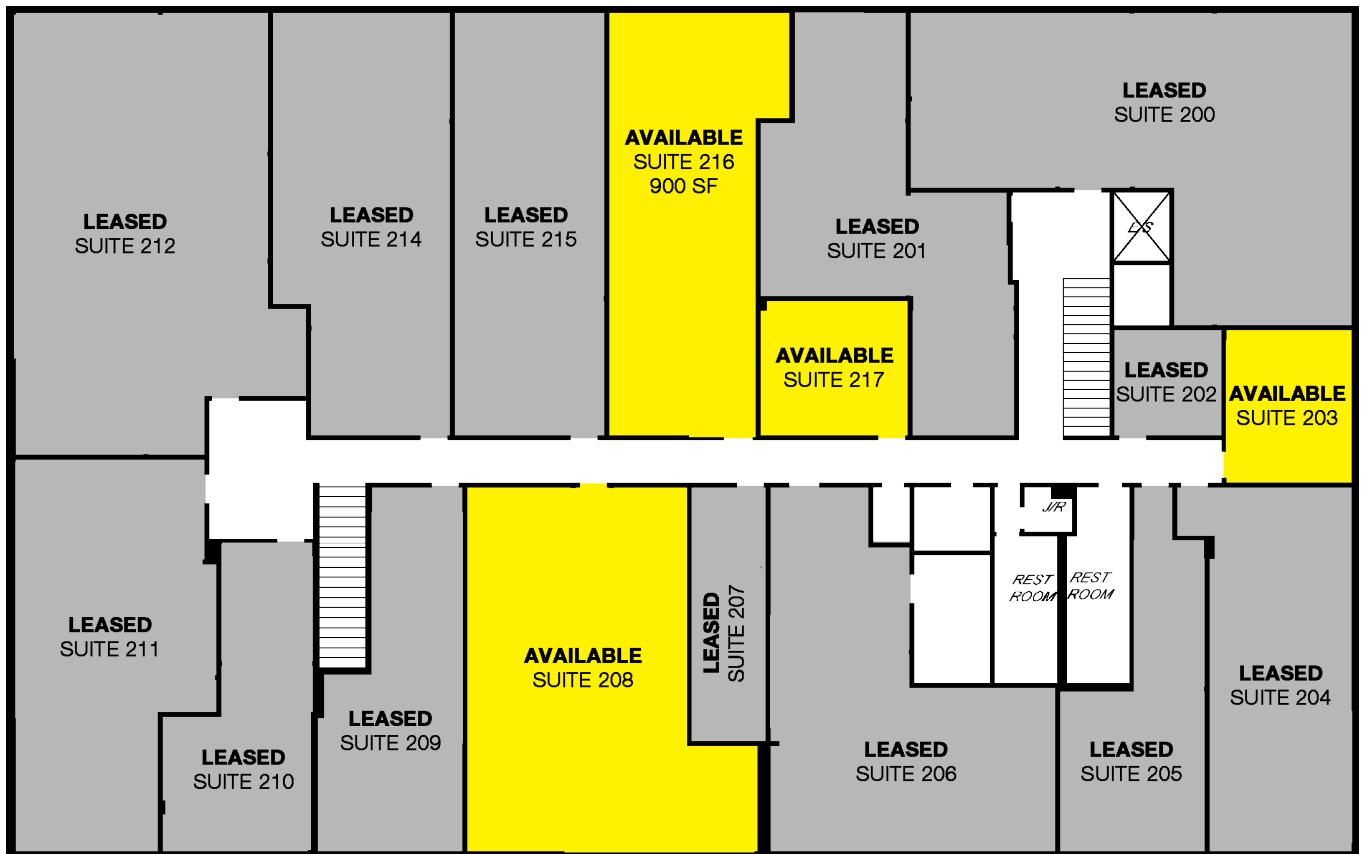 LEASED
SUITE 200
AVAILABLE
SUITE 216
900 SF
LEASED
SUITE 212
LEASED
SUITE 214
LEASED
SUITE 215
LEASED
SUITE 201
E/S
AVAILABLE
SUITE 217
LEASED
SUITE 202
AVAILABLE
SUITE 203
J/R
REST
ROOM
REST
ROOM
LEASED
SUITE 211
LEASED
SUITE 207
AVAILABLE
SUITE 208
LEASED
SUITE 204
LEASED
SUITE 209
LEASED
SUITE 210
LEASED
SUITE 206
LEASED
SUITE 205